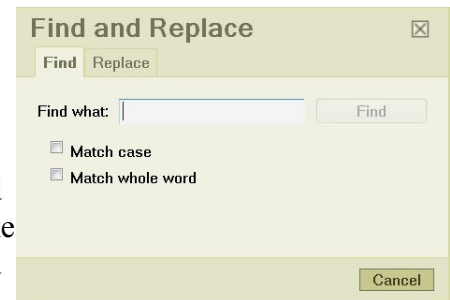 Find and Replace
Find Replace
Find what: Find
Match case
Match whole word
Cancel